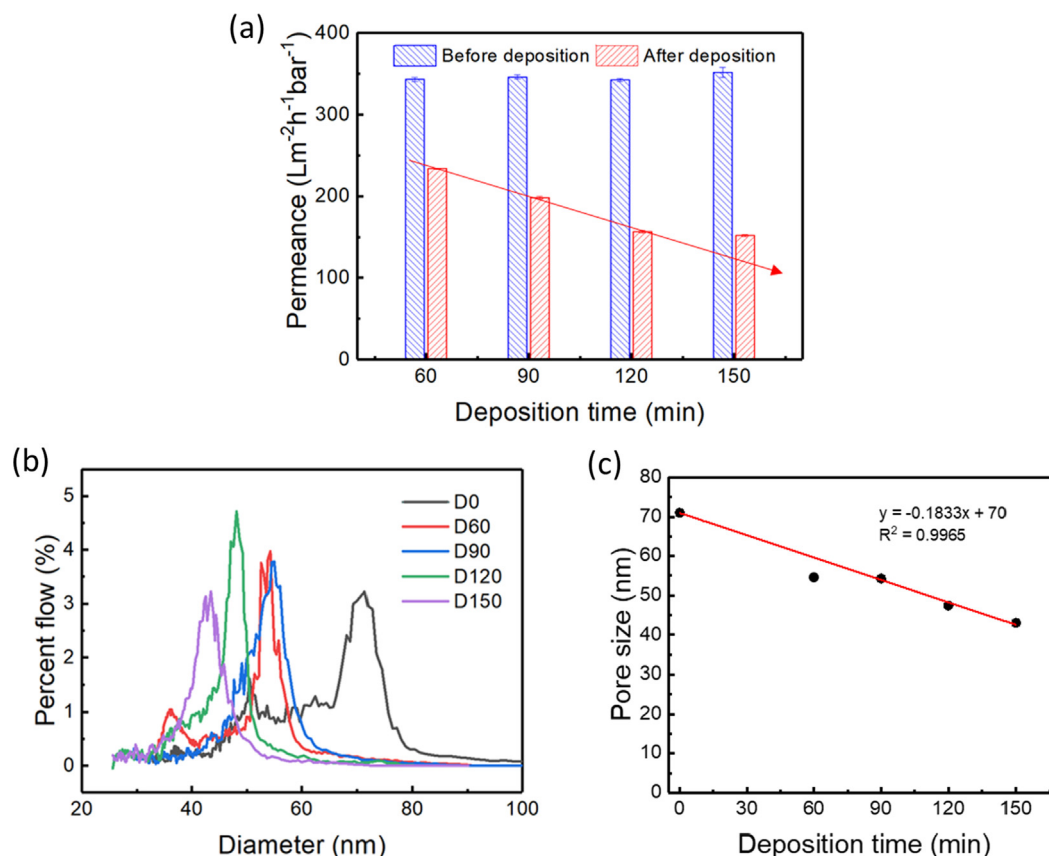 (a)
400
300
200
100
0
Permeance (Lm⁻²h⁻¹bar⁻¹)
Before deposition After deposition
60 90 120 150
Deposition time (min)
(b)
5
4
3
2
1
0
Percent flow (%)
D0
D60
D90
D120
D150
20 40 60 80 100
Diameter (nm)
(c)
80
70
60
50
40
30
20
10
0
Pore size (nm)
y = -0.1833x + 70
R² = 0.9965
0 60 90 120 150
Deposition time (min)